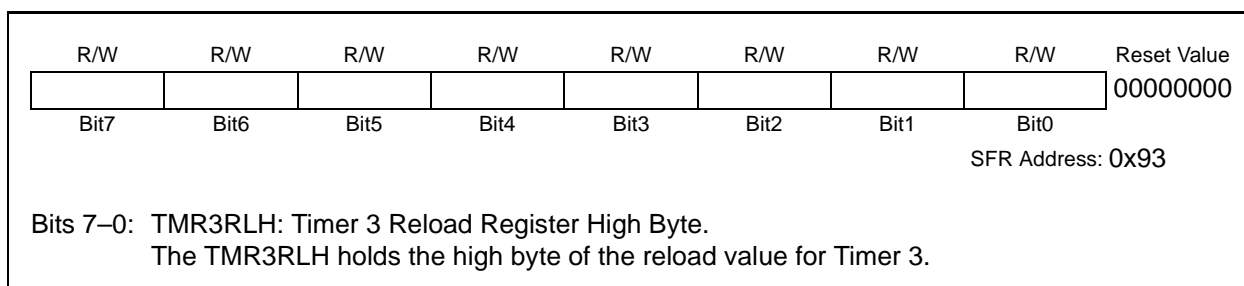 R/W R/W R/W R/W R/W R/W R/W R/W Reset Value
00000000
Bit7 Bit6 Bit5 Bit4 Bit3 Bit2 Bit1 Bit0
SFR Address: 0x93
Bits 7–0: TMR3RLH: Timer 3 Reload Register High Byte.
The TMR3RLH holds the high byte of the reload value for Timer 3.